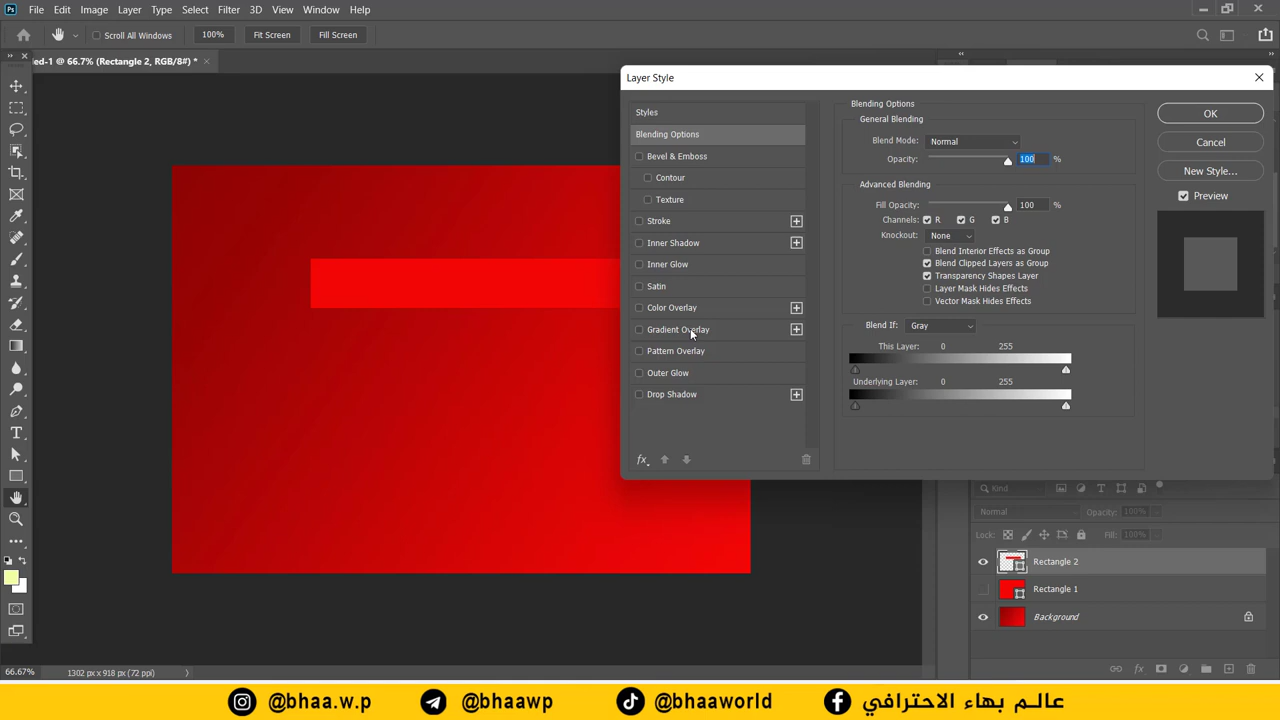 Ps File Edit Image Layer Type Select Filter 3D View Window Help
Scroll All Windows 100% Fit Screen Fill Screen
led-1 @ 66.7% (Rectangle 2, RGB/8#) *
Layer Style
Styles
Blending Options
Bevel & Emboss
Contour
Texture
Stroke
Inner Shadow
Inner Glow
Satin
Color Overlay
Gradient Overlay
Pattern Overlay
Outer Glow
Drop Shadow
fx
Blending Options
General Blending
Blend Mode: Normal
Opacity: 100 %
Advanced Blending
Fill Opacity: 100 %
Channels: R G B
Knockout: None
Blend Interior Effects as Group
Blend Clipped Layers as Group
Transparency Shapes Layer
Layer Mask Hides Effects
Vector Mask Hides Effects
Blend If: Gray
This Layer: 0 255
Underlying Layer: 0 255
OK
Cancel
New Style...
Preview
Kind
Normal Opacity: 100%
Lock: Fill: 100%
Rectangle 2
Rectangle 1
Background
fx
66.67% 1302 px x 918 px (72 ppi)
@bhaa.w.p @bhaawp @bhaaworld عالم بهاء الاحترافي